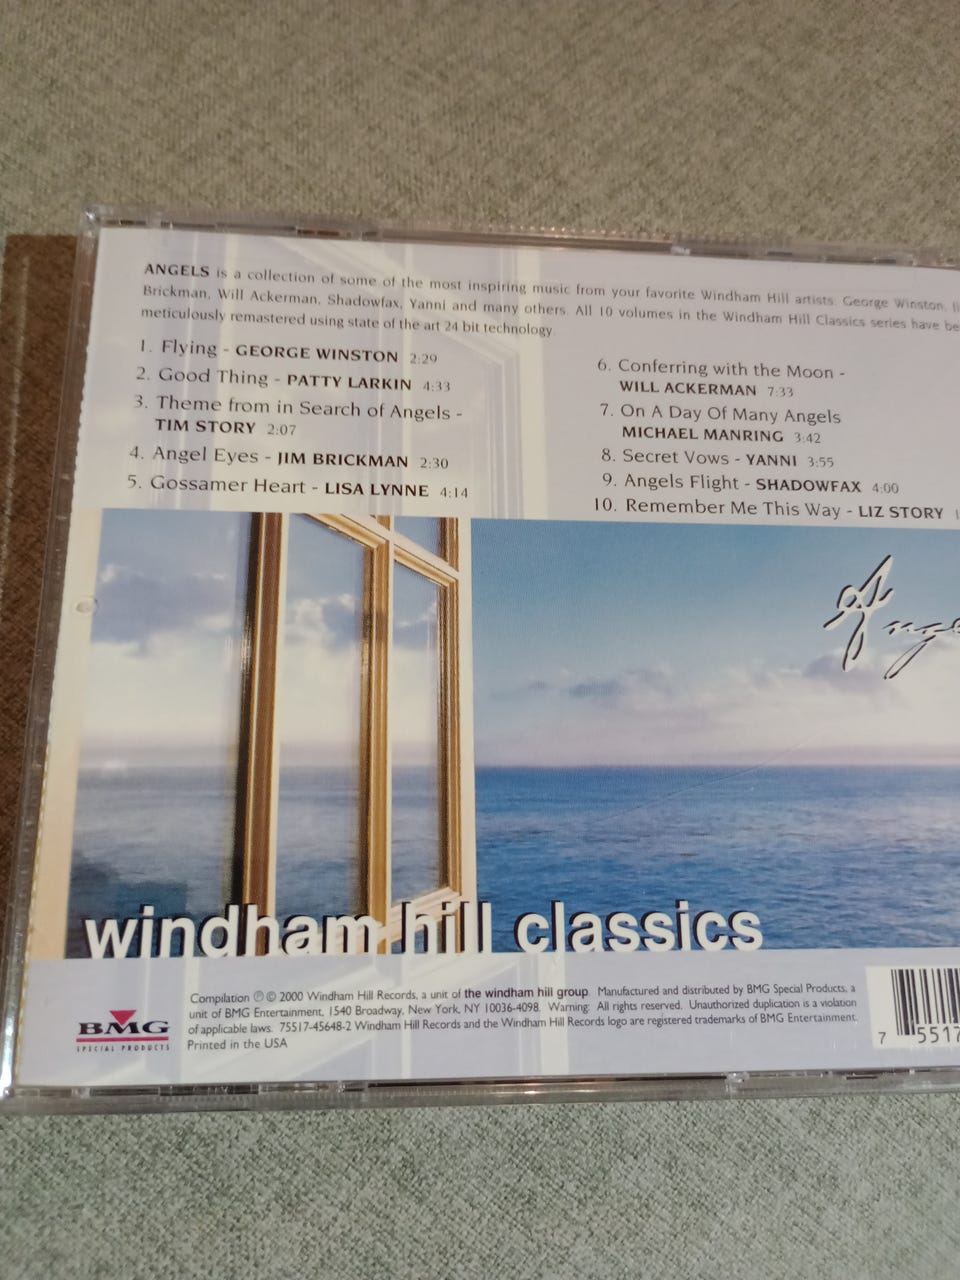 ANGELS is a collection of some of the most inspiring music from your favorite Windham Hill artists: George Winston,
Brickman, Will Ackerman, Shadowfax, Yanni and many others. All 10 volumes in the Windham Hill Classics series have
meticulously remastered using state of the art 24 bit technology.
1. Flying - GEORGE WINSTON 2:29
2. Good Thing - PATTY LARKIN 4:33
3. Theme from in Search of Angels -
TIM STORY 2:07
4. Angel Eyes - JIM BRICKMAN 2:30
5. Gossamer Heart - LISA LYNNE 4:14
6. Conferring with the Moon -
WILL ACKERMAN 7:33
7. On A Day Of Many Angels
MICHAEL MANRING 3:42
8. Secret Vows - YANNI 3:55
9. Angels Flight - SHADOWFAX 4:00
10. Remember Me This Way - LIZ STORY
windham hill classics
BMG
SPECIAL PRODUCTS
Compilation ℗ © 2000 Windham Hill Records, a unit of the windham hill group. Manufactured and distributed by BMG Special Products, a
unit of BMG Entertainment, 1540 Broadway, New York, NY 10036-4098. Warning: All rights reserved. Unauthorized duplication is a violation
of applicable laws. 75517-45648-2 Windham Hill Records and the Windham Hill Records logo are registered trademarks of BMG Entertainment.
Printed in the USA
7 5517